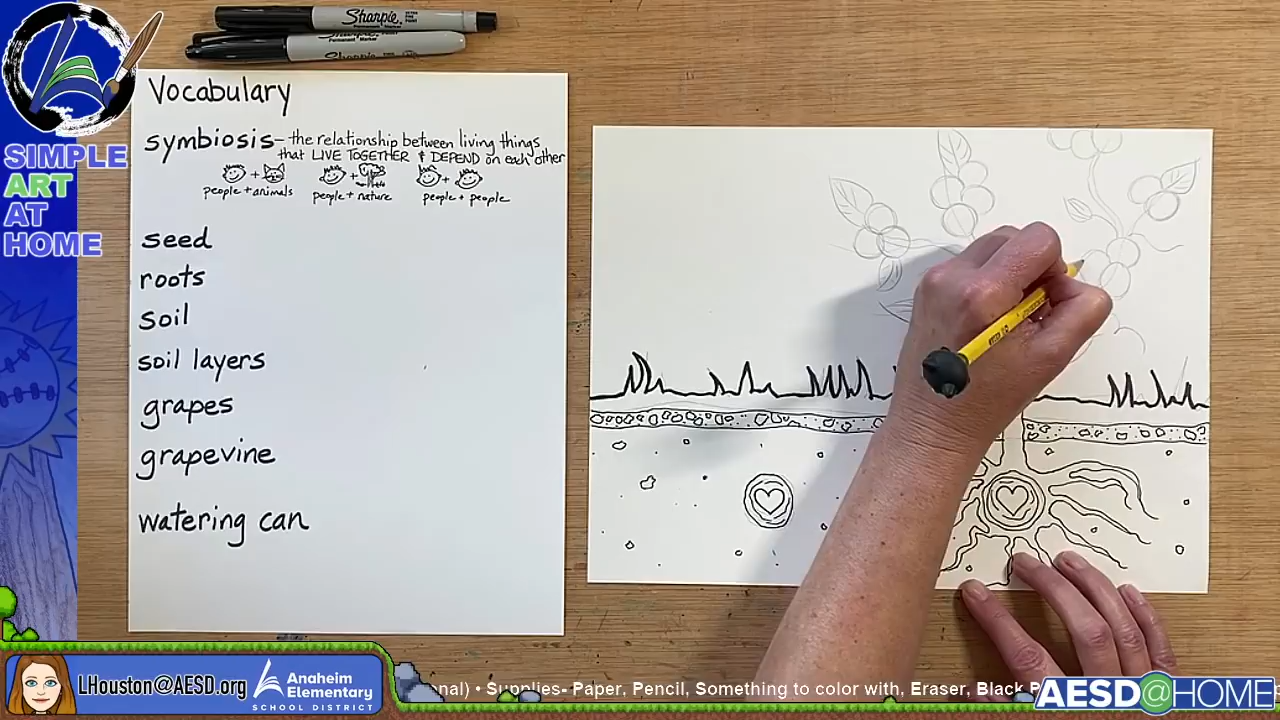 Sharpie
Vocabulary
symbiosis - the relationship between living things
that LIVE TOGETHER & DEPEND on each other
people + animals
people + nature
people + people
seed
roots
soil
soil layers
grapes
grapevine
watering can
SIMPLE
ART
AT
HOME
LHouston@AESD.org
Anaheim
Elementary
SCHOOL DISTRICT
onal) • Supplies- Paper, Pencil, Something to color with, Eraser, Black
AESD@HOME